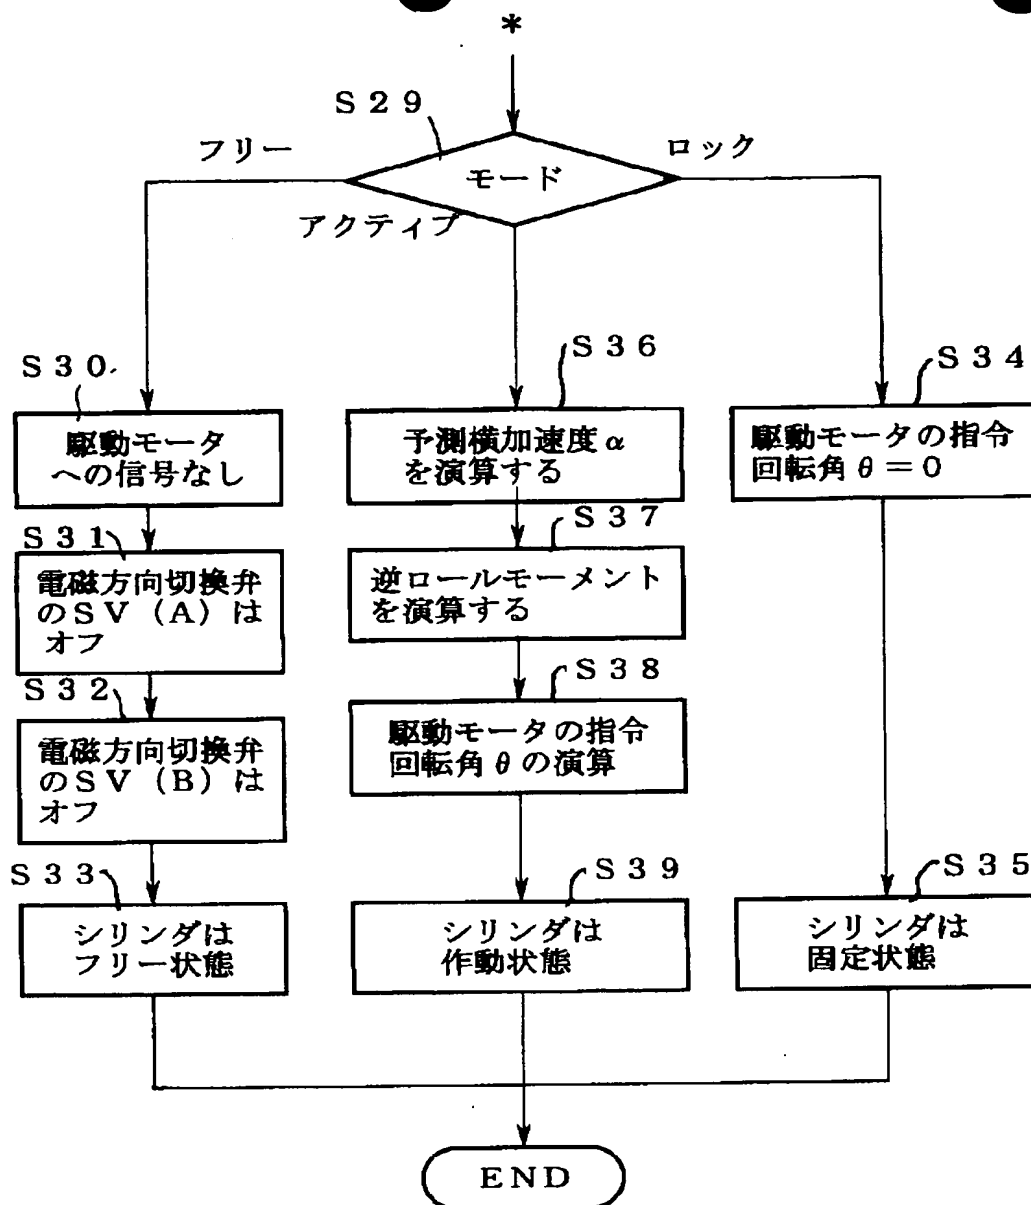 *
S29
フリー
ロック
モード
アクティブ
S30
駆動モータ
への信号なし
S31
電磁方向切換弁
のSV(A)は
オフ
S32
電磁方向切換弁
のSV(B)は
オフ
S33
シリンダは
フリー状態
S36
予測横加速度α
を演算する
S37
逆ロールモーメント
を演算する
S38
駆動モータの指令
回転角θの演算
S39
シリンダは
作動状態
S34
駆動モータの指令
回転角θ=0
S35
シリンダは
固定状態
END